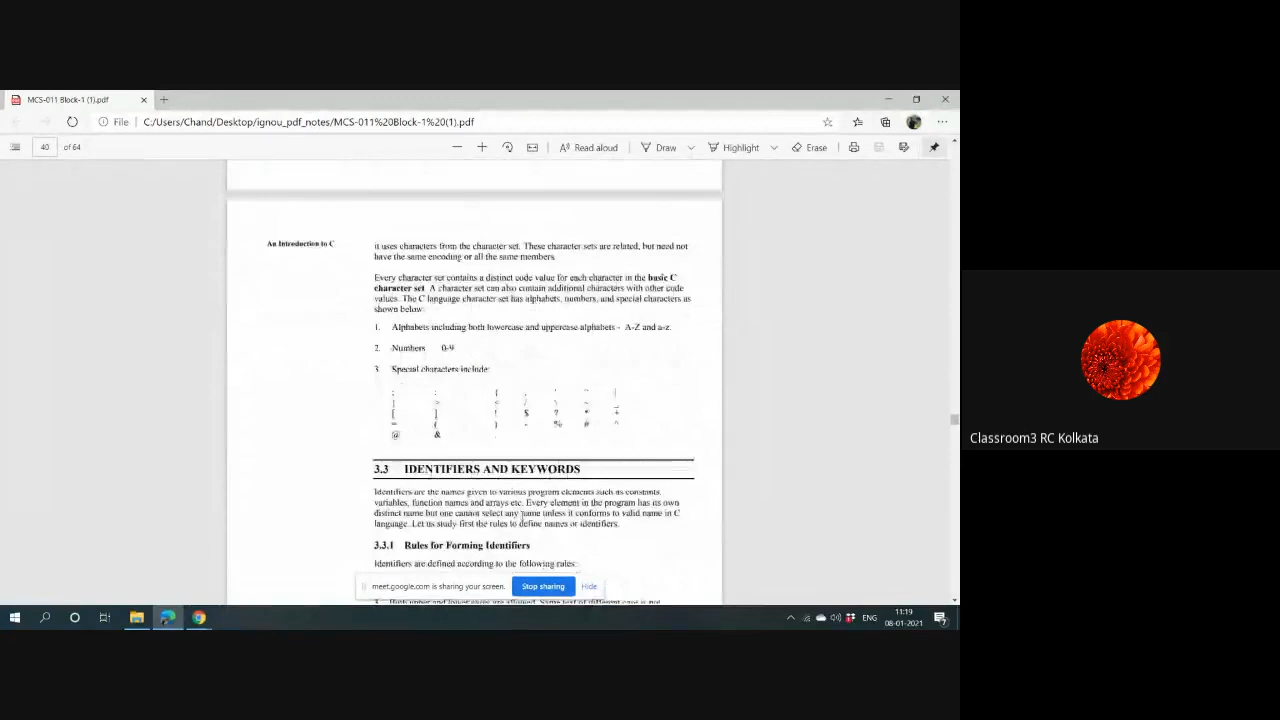 MCS-011 Block-1 (1).pdf
File C:/Users/Chand/Desktop/ignou_pdf_notes/MCS-011%20Block-1%20(1).pdf
40 of 64 Read aloud Draw Highlight Erase
An Introduction to C
it uses characters from the character set. These character sets are related, but need not
have the same encoding or all the same members.
Every character set contains a distinct code value for each character in the basic C
character set. A character set can also contain additional characters with other code
values. The C language character set has alphabets, numbers, and special characters as
shown below:
1. Alphabets including both lowercase and uppercase alphabets - A-Z and a-z.
2. Numbers 0-9
3. Special characters include:
[ ] ! $ ? * +
= { } - % # ^
@ &
3.3 IDENTIFIERS AND KEYWORDS
Identifiers are the names given to various program elements such as constants,
variables, function names and arrays etc. Every element in the program has its own
distinct name but one cannot select any name unless it conforms to valid name in C
language. Let us study first the rules to define names or identifiers.
3.3.1 Rules for Forming Identifiers
Identifiers are defined according to the following rules:
meet.google.com is sharing your screen. Stop sharing Hide
Classroom3 RC Kolkata
ENG 11:19
08-01-2021